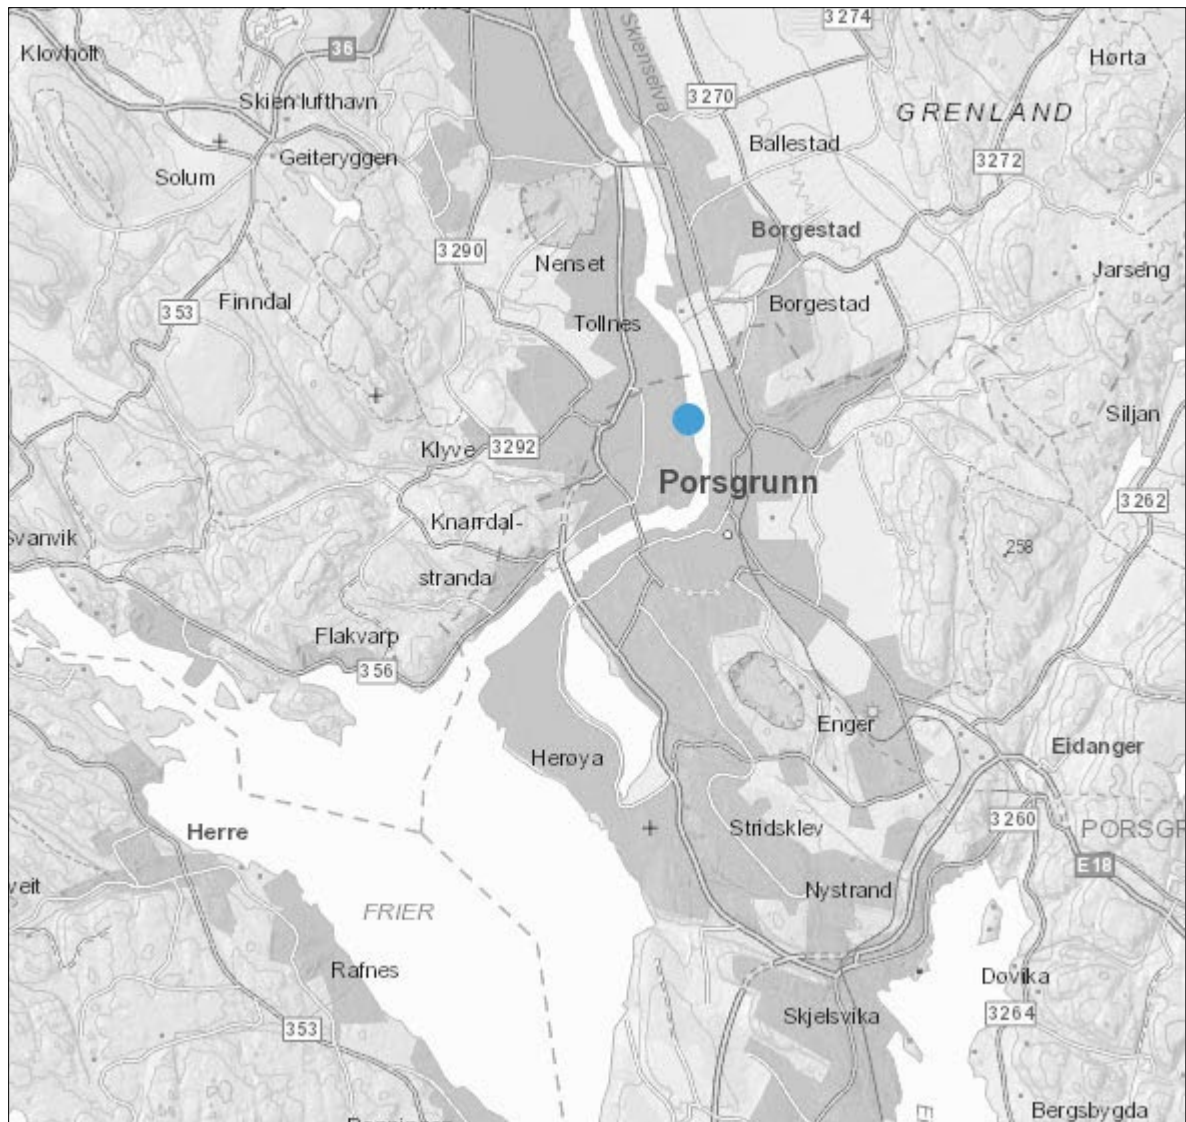 3274
Klovholt
36
Skienselva
Hørta
Skien lufthavn
3270
GRENLAND
Ballestad
Geiteryggen
3272
Solum
Borgestad
3290
Nenset
Jarseng
Finndal
Borgestad
353
Tollnes
Siljan
Klyve
3292
Porsgrunn
3262
Knarrdal-
stranda
Svanvik
258
Flakvarp
356
Enger
Eidanger
Herøya
3260
PORSGR
Herre
Stridsklev
E18
veit
Nystrand
FRIER
Rafnes
Døvika
3264
Skjelsvika
353
Bergsbygda